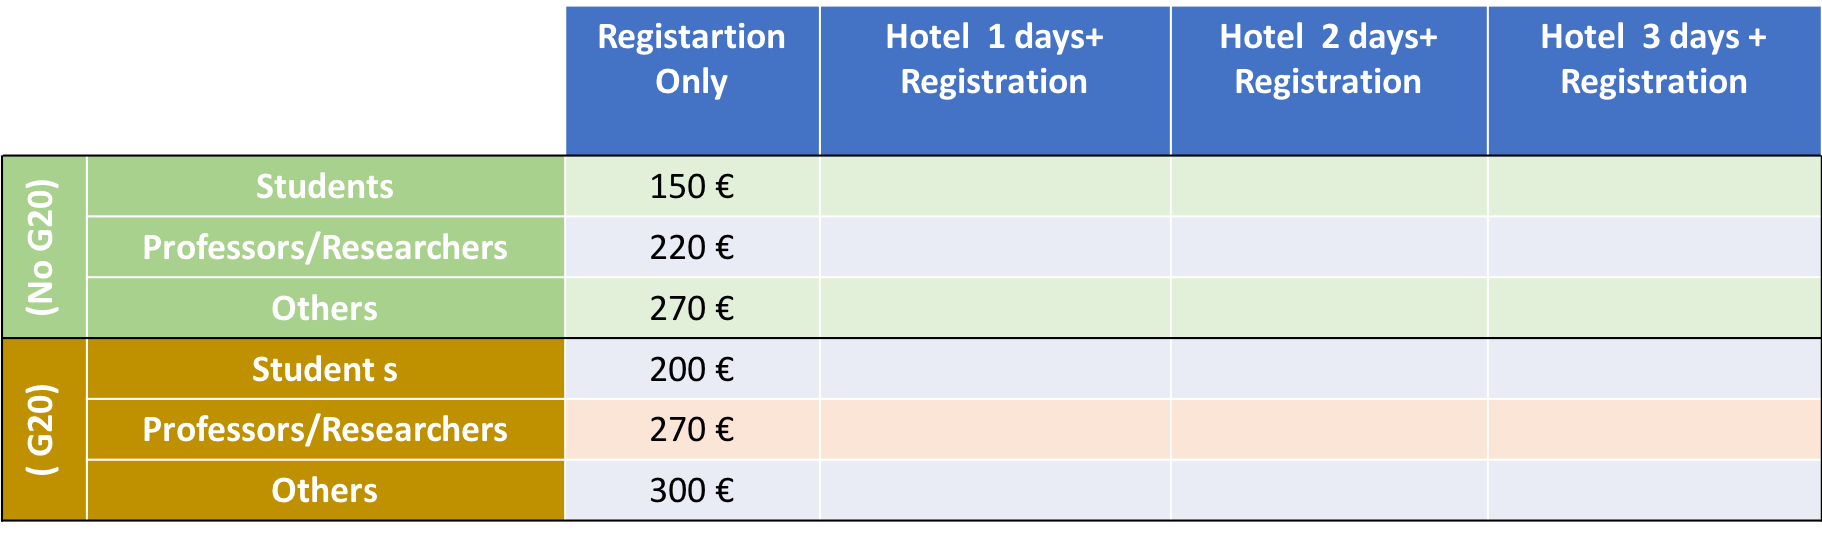 Registartion Only
Hotel  1 days+ Registration
Hotel  2 days+ Registration
Hotel  3 days + Registration
(No G20)
Students 150 €
Professors/Researchers 220 €
Others 270 €
( G20)
Student s 200 €
Professors/Researchers 270 €
Others 300 €